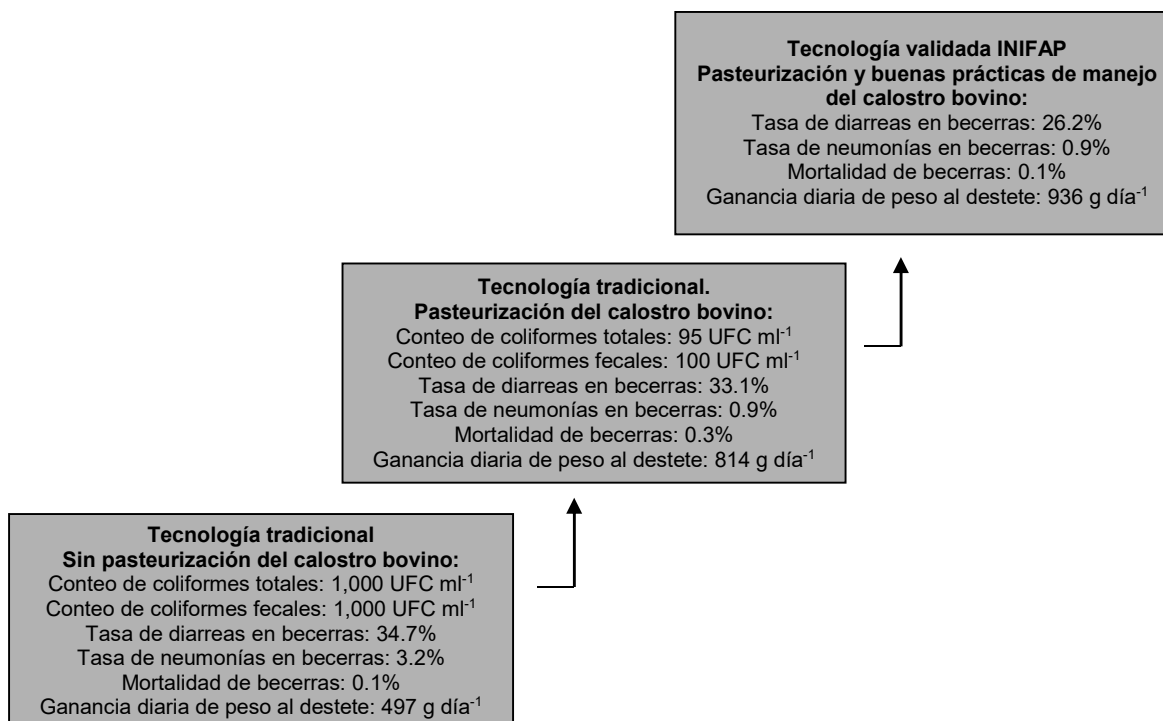 Tecnología validada INIFAP
Pasteurización y buenas prácticas de manejo
del calostro bovino:
Tasa de diarreas en becerras: 26.2%
Tasa de neumonías en becerras: 0.9%
Mortalidad de becerras: 0.1%
Ganancia diaria de peso al destete: 936 g día⁻¹
Tecnología tradicional.
Pasteurización del calostro bovino:
Conteo de coliformes totales: 95 UFC ml⁻¹
Conteo de coliformes fecales: 100 UFC ml⁻¹
Tasa de diarreas en becerras: 33.1%
Tasa de neumonías en becerras: 0.9%
Mortalidad de becerras: 0.3%
Ganancia diaria de peso al destete: 814 g día⁻¹
Tecnología tradicional
Sin pasteurización del calostro bovino:
Conteo de coliformes totales: 1,000 UFC ml⁻¹
Conteo de coliformes fecales: 1,000 UFC ml⁻¹
Tasa de diarreas en becerras: 34.7%
Tasa de neumonías en becerras: 3.2%
Mortalidad de becerras: 0.1%
Ganancia diaria de peso al destete: 497 g día⁻¹